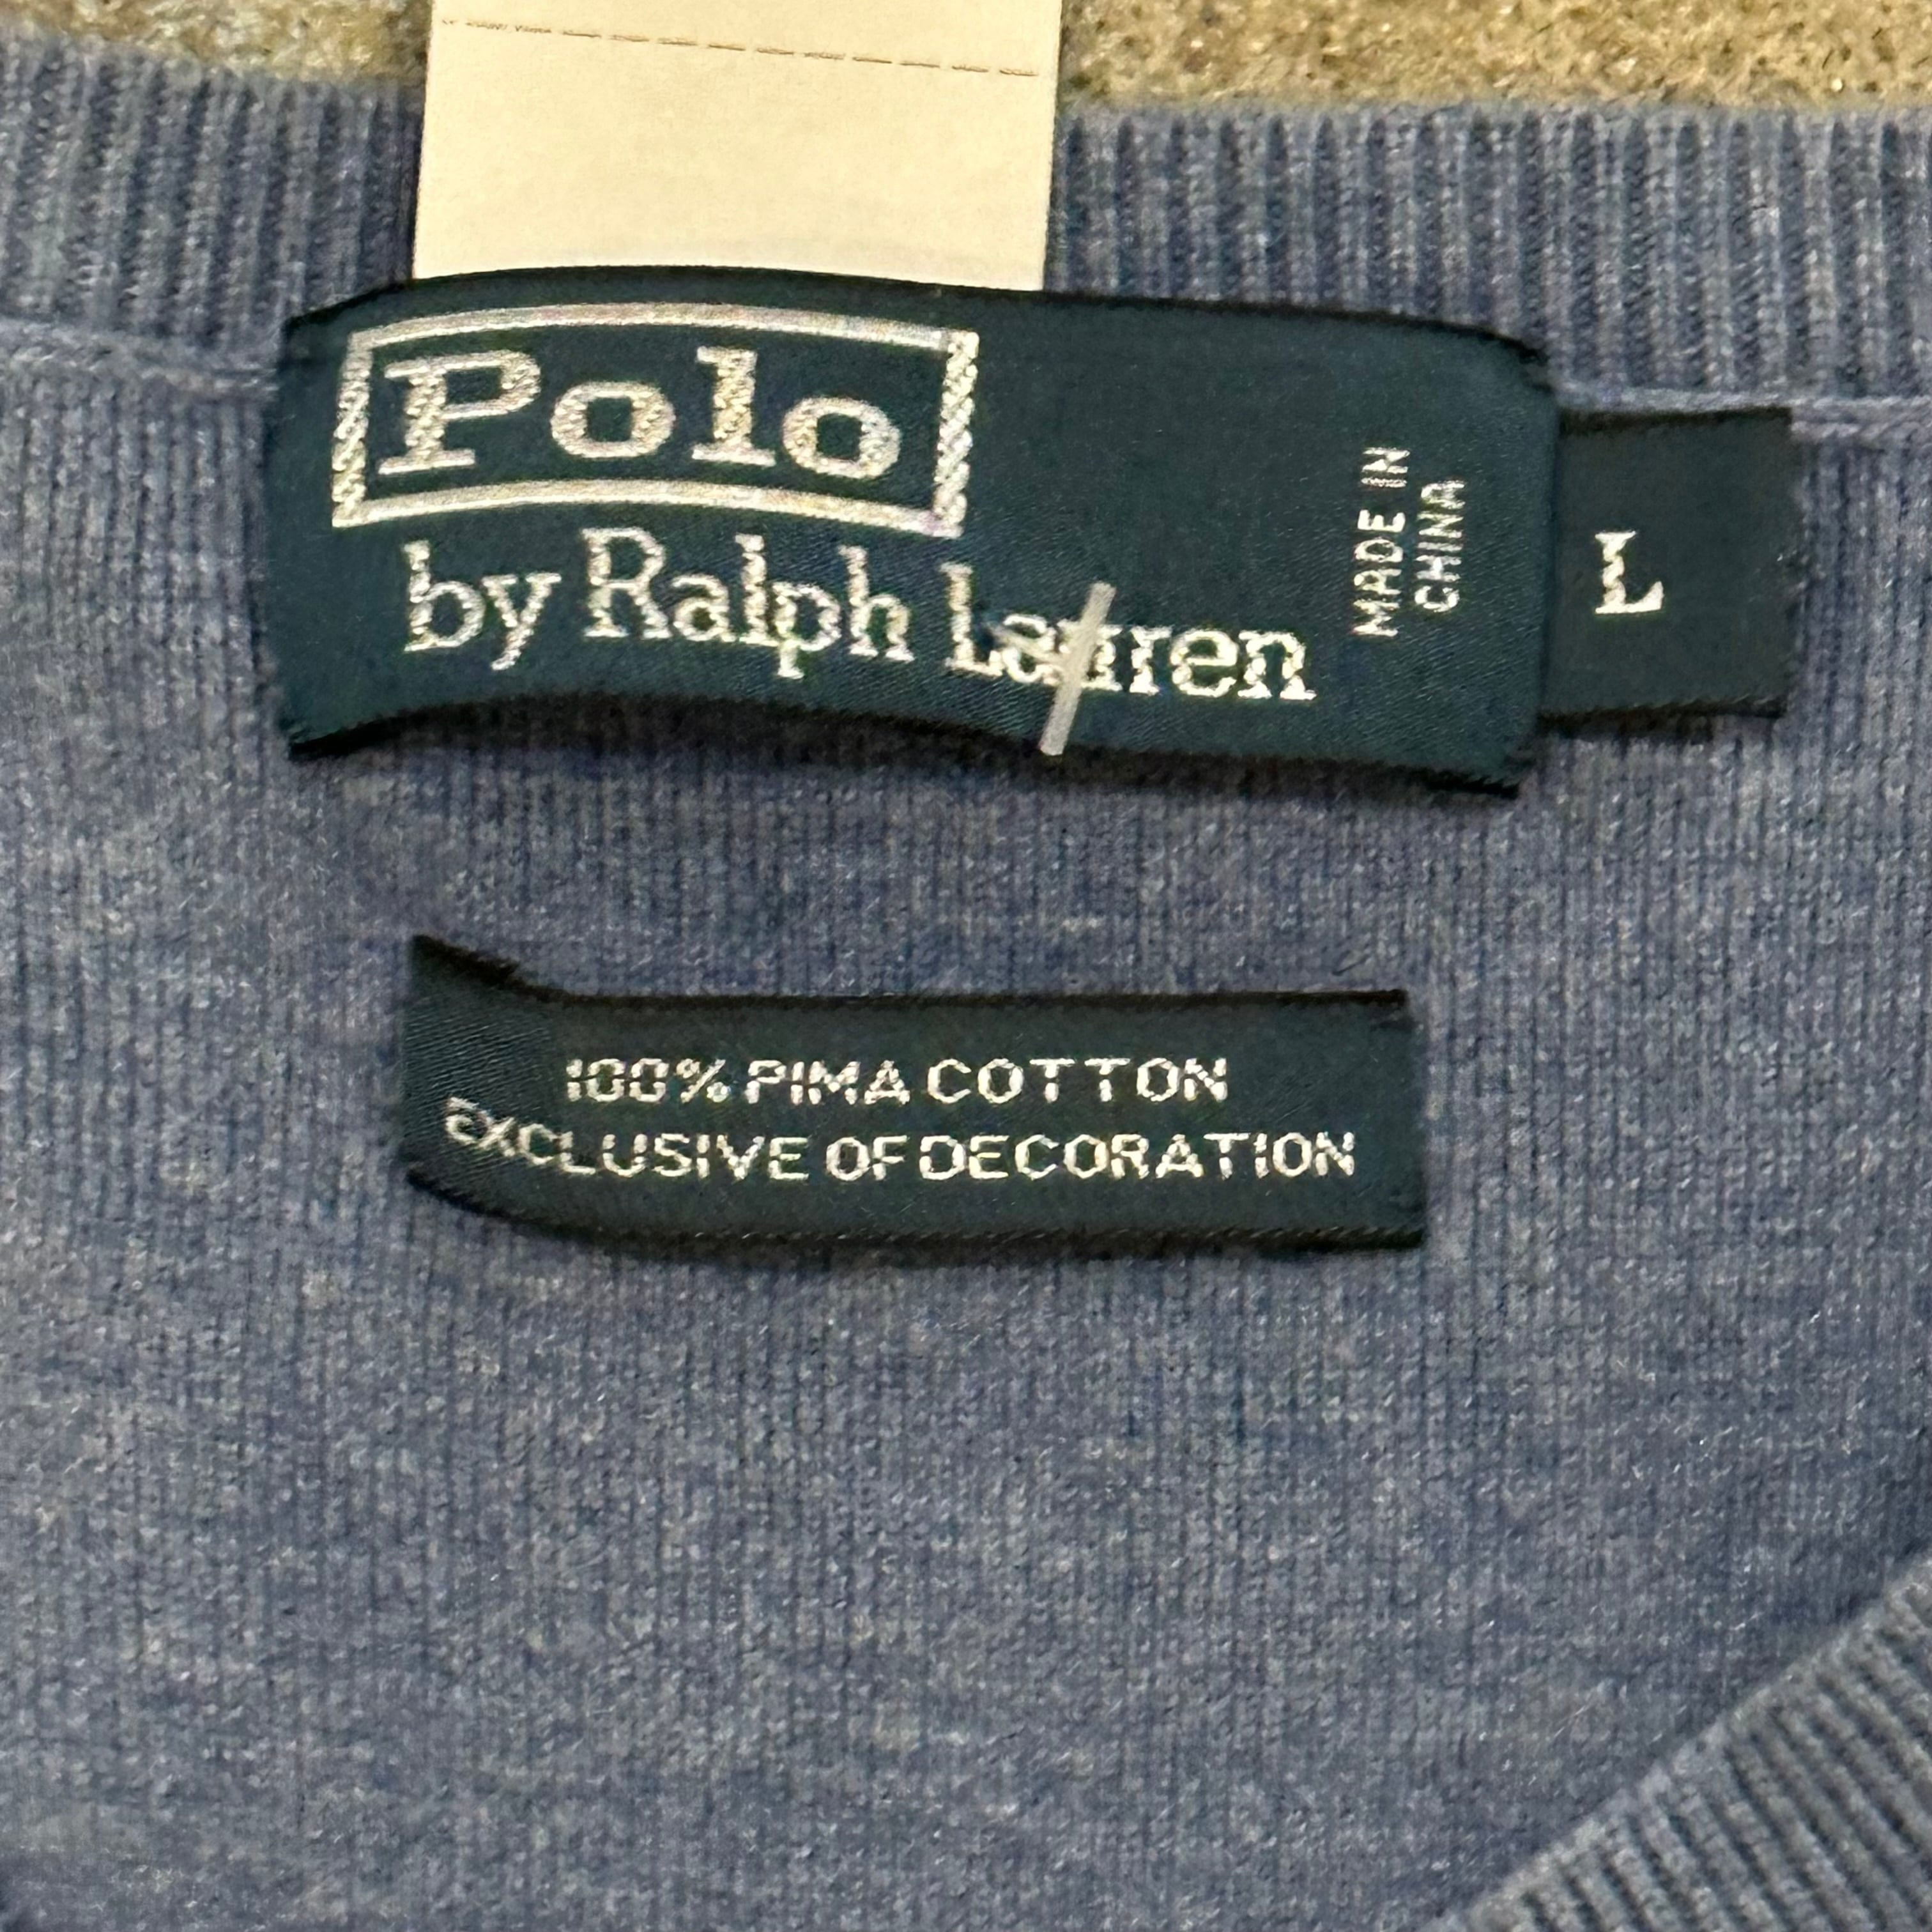 Polo
by Ralph Lauren
MADE IN
CHINA
L
100% PIMA COTTON
EXCLUSIVE OF DECORATION